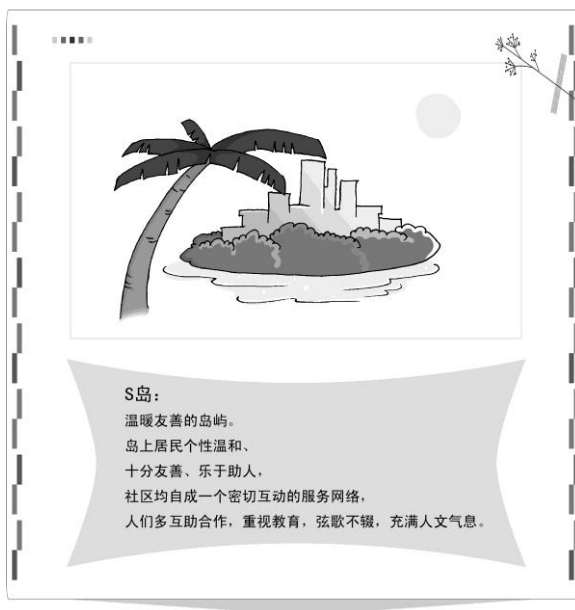 S岛：
温暖友善的岛屿。
岛上居民个性温和、
十分友善、乐于助人，
社区均自成一个密切互动的服务网络，
人们多互助合作，重视教育，弦歌不辍，充满人文气息。